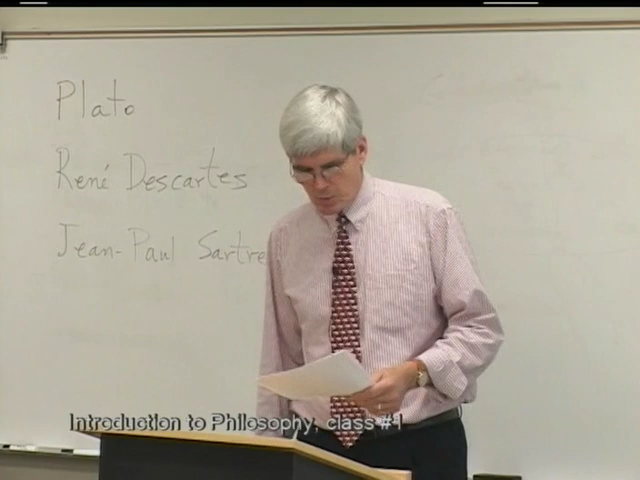 Plato
René Descartes
Jean-Paul Sartre
Introduction to Philosophy, class #1